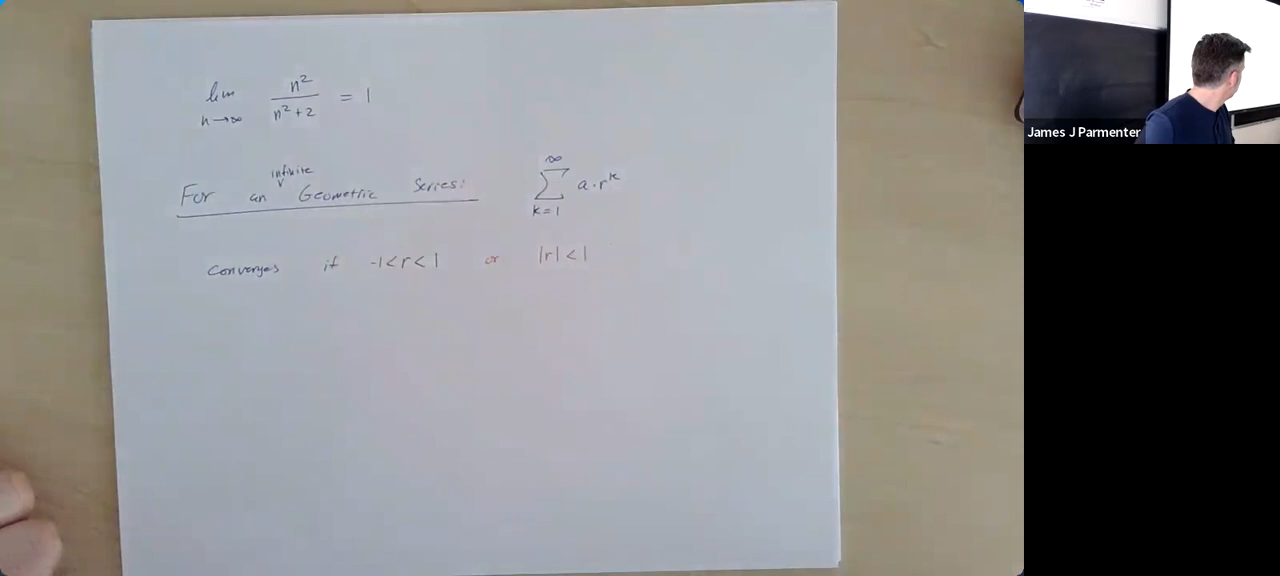 lim n→∞ n²/(n²+2) = 1
For an infinite Geometric Series: ∞ Σ k=1 a·r^k
Converges if -1<r<1 or |r|<1
James J Parmenter